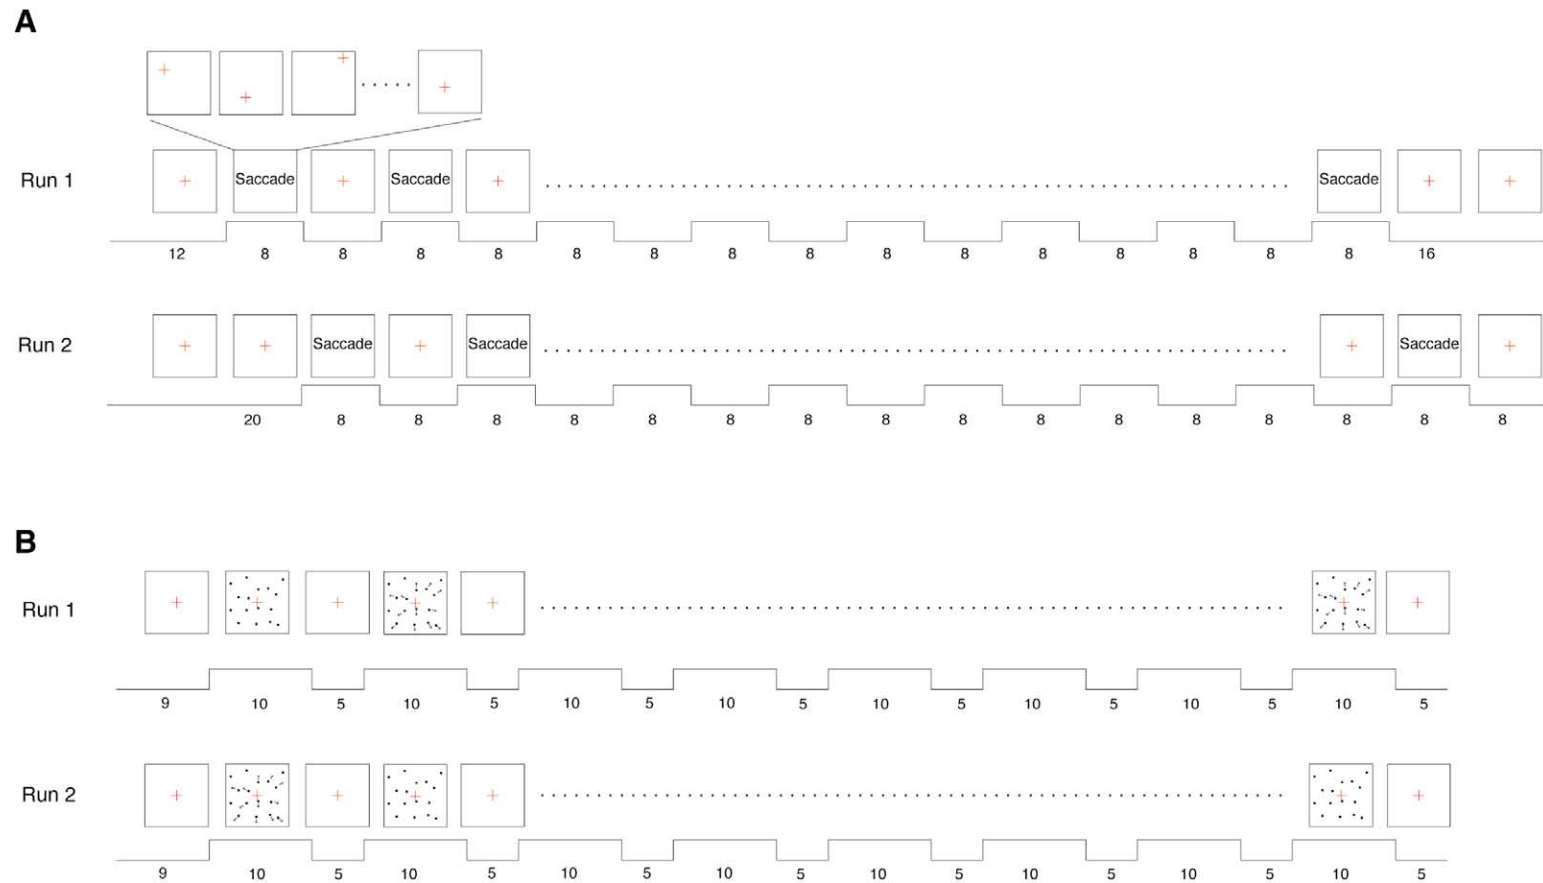 A
Run 1
Saccade Saccade Saccade
12 8 8 8 8 8 8 8 8 8 8 8 8 8 8 8 16
Run 2
Saccade Saccade Saccade
20 8 8 8 8 8 8 8 8 8 8 8 8 8 8 8 8
B
Run 1
9 10 5 10 5 10 5 10 5 10 5 10 5 10 5 10 5
Run 2
9 10 5 10 5 10 5 10 5 10 5 10 5 10 5 10 5